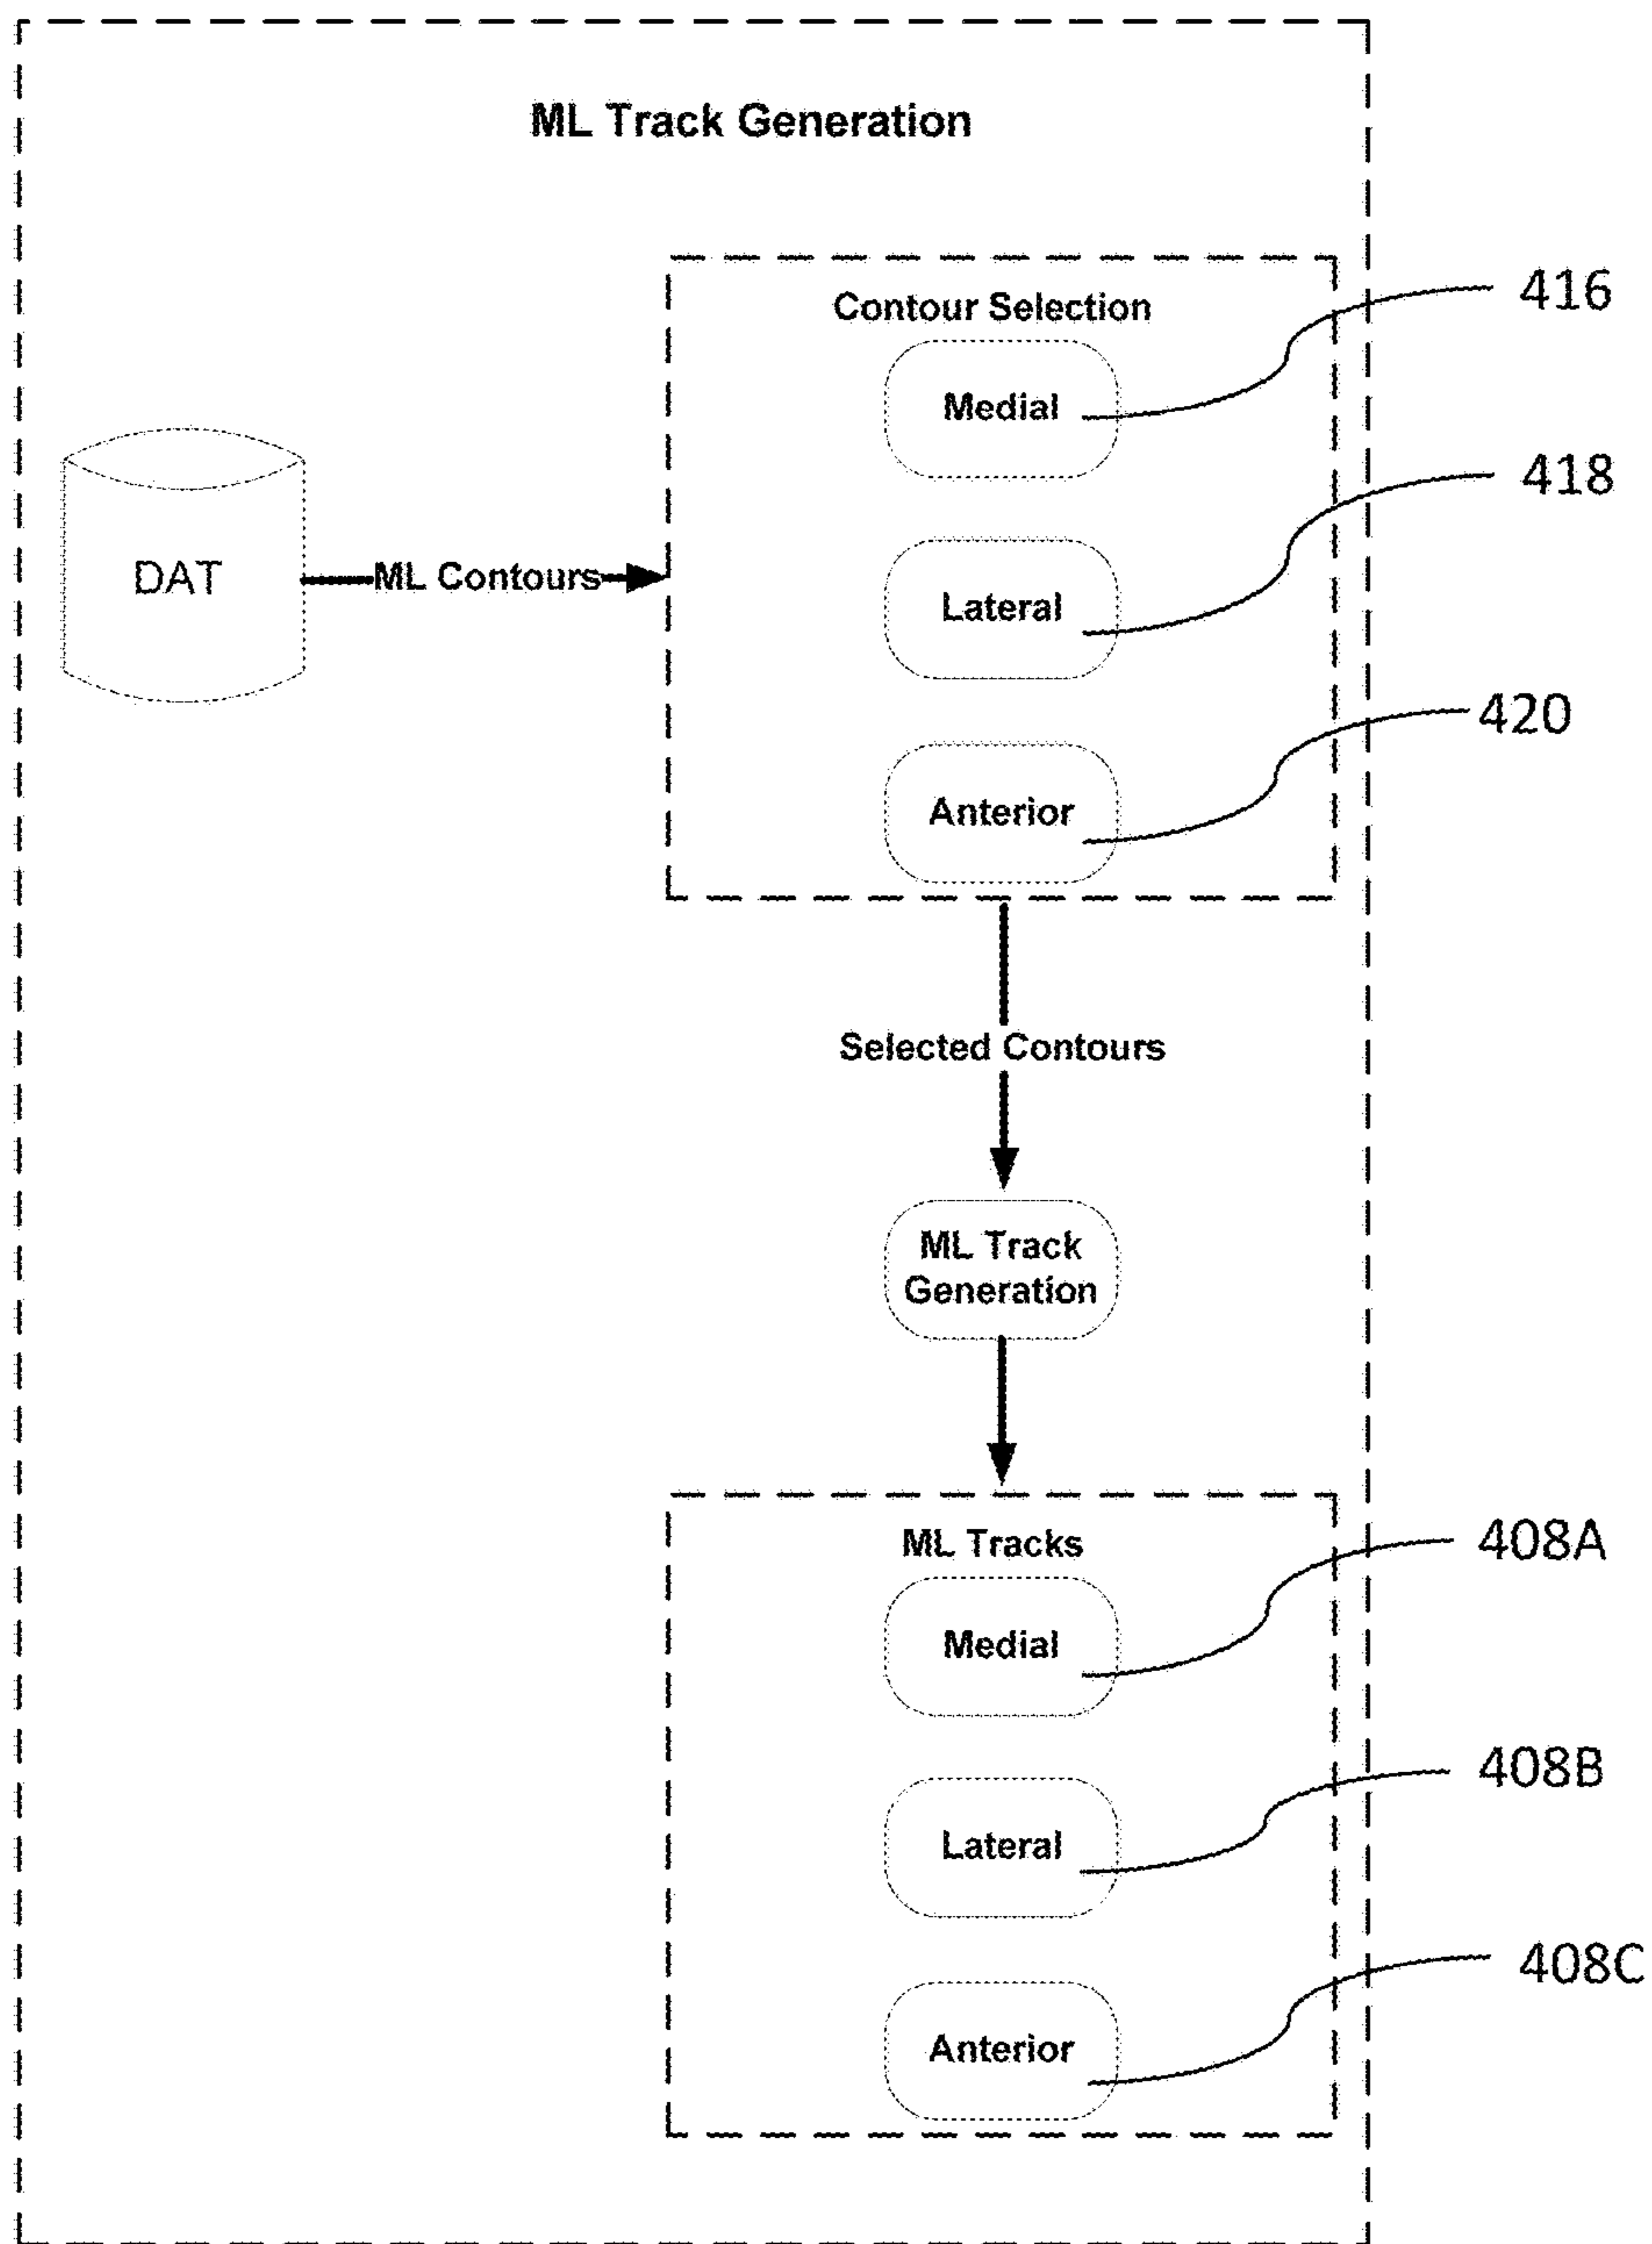 ML Track Generation
Contour Selection
416
Medial
418
DAT
ML Contours
Lateral
420
Anterior
Selected Contours
ML Track
Generation
ML Tracks
408A
Medial
408B
Lateral
408C
Anterior